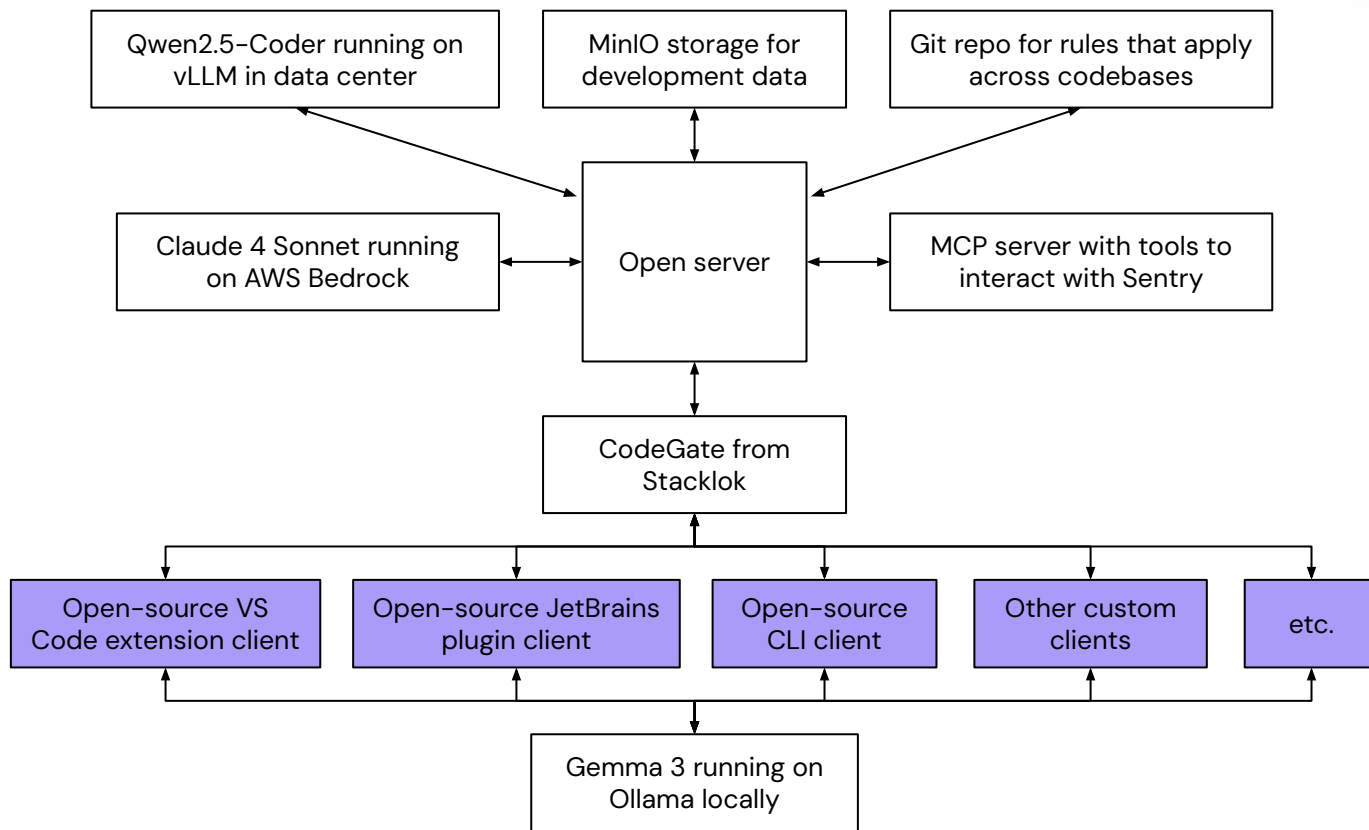 Qwen2.5-Coder running on
vLLM in data center
MinIO storage for
development data
Git repo for rules that apply
across codebases
Claude 4 Sonnet running
on AWS Bedrock
Open server
MCP server with tools to
interact with Sentry
CodeGate from
Stacklok
Open-source VS
Code extension client
Open-source JetBrains
plugin client
Open-source
CLI client
Other custom
clients
etc.
Gemma 3 running on
Ollama locally